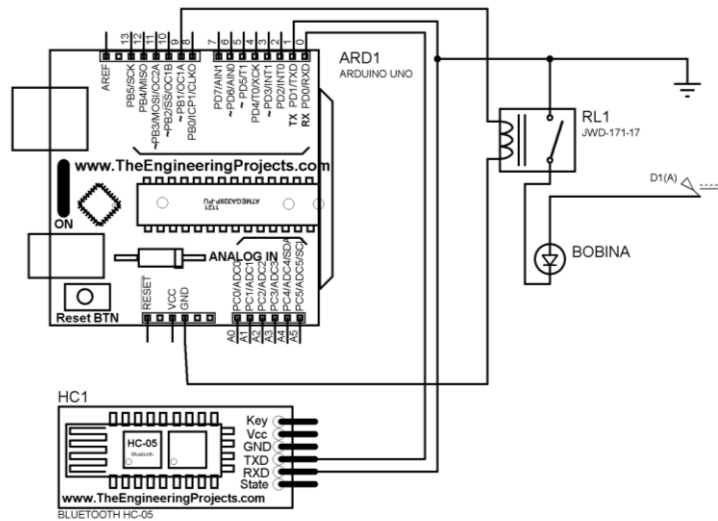 ARD1
ARDUINO UNO
AREF
13
12
11
10
9
8
7
6
5
4
3
2
1
0
PB5/SCK
PB4/MISO
~PB3/MOSI/OC2A
~PB2/SS/OC1B
~PB1/OC1A
PB0/ICP1/CLKO
PD7/AIN1
~PD6/AIN0
~PD5/T1
PD4/T0/XCK
~PD3/INT1
PD2/INT0
TX PD1/TXD
RX PD0/RXD
www.TheEngineeringProjects.com
1121
ATMEGA328P-PU
ON
ANALOG IN
Reset BTN
RESET
VCC
GND
PC0/ADC0
PC1/ADC1
PC2/ADC2
PC3/ADC3
PC4/ADC4/SDA
PC5/ADC5/SCL
A0
A1
A2
A3
A4
A5
RL1
JWD-171-17
D1(A)
BOBINA
HC1
HC-05
Bluetooth
Key
Vcc
GND
TXD
RXD
State
www.TheEngineeringProjects.com
BLUETOOTH HC-05